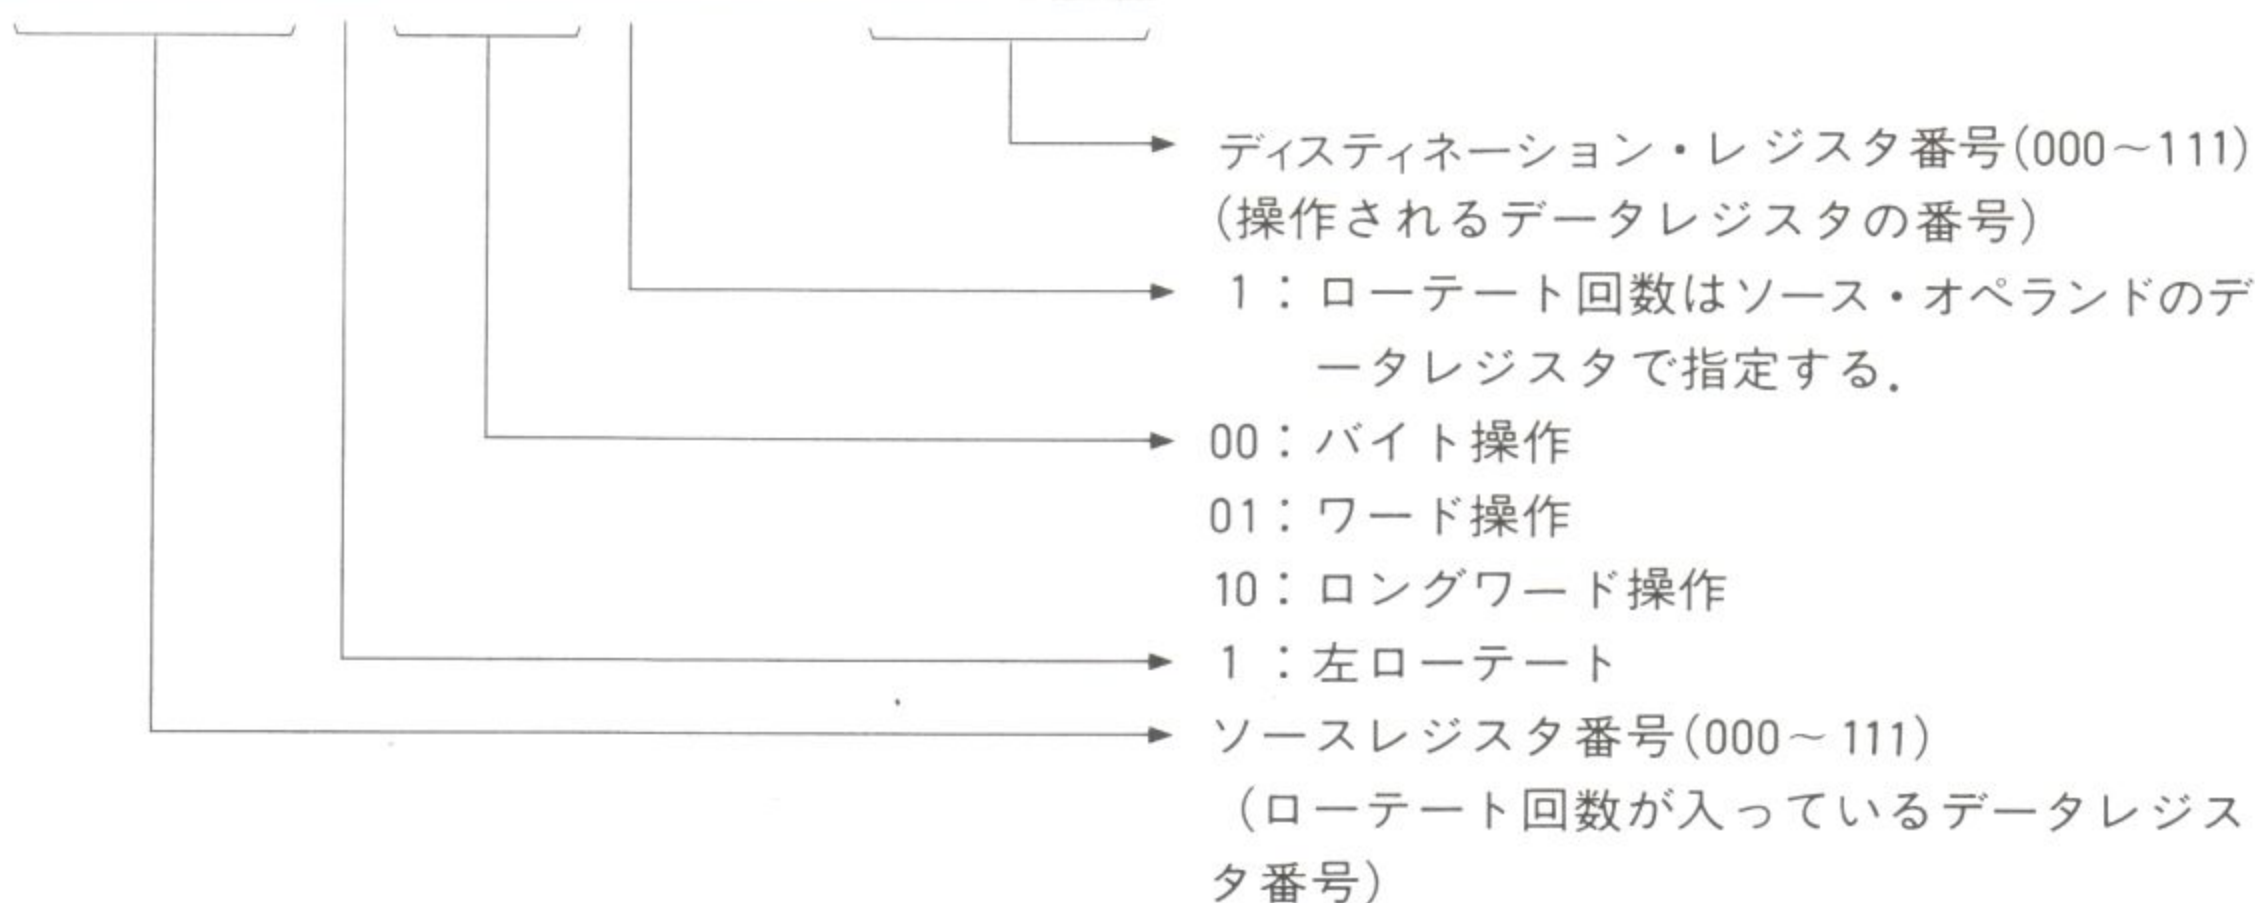 ディスティネーション・レジスタ番号(000～111)
(操作されるデータレジスタの番号)
1：ローテート回数はソース・オペランドのデ
ータレジスタで指定する．
00：バイト操作
01：ワード操作
10：ロングワード操作
1：左ローテート
ソースレジスタ番号(000～111)
(ローテート回数が入っているデータレジス
タ番号)